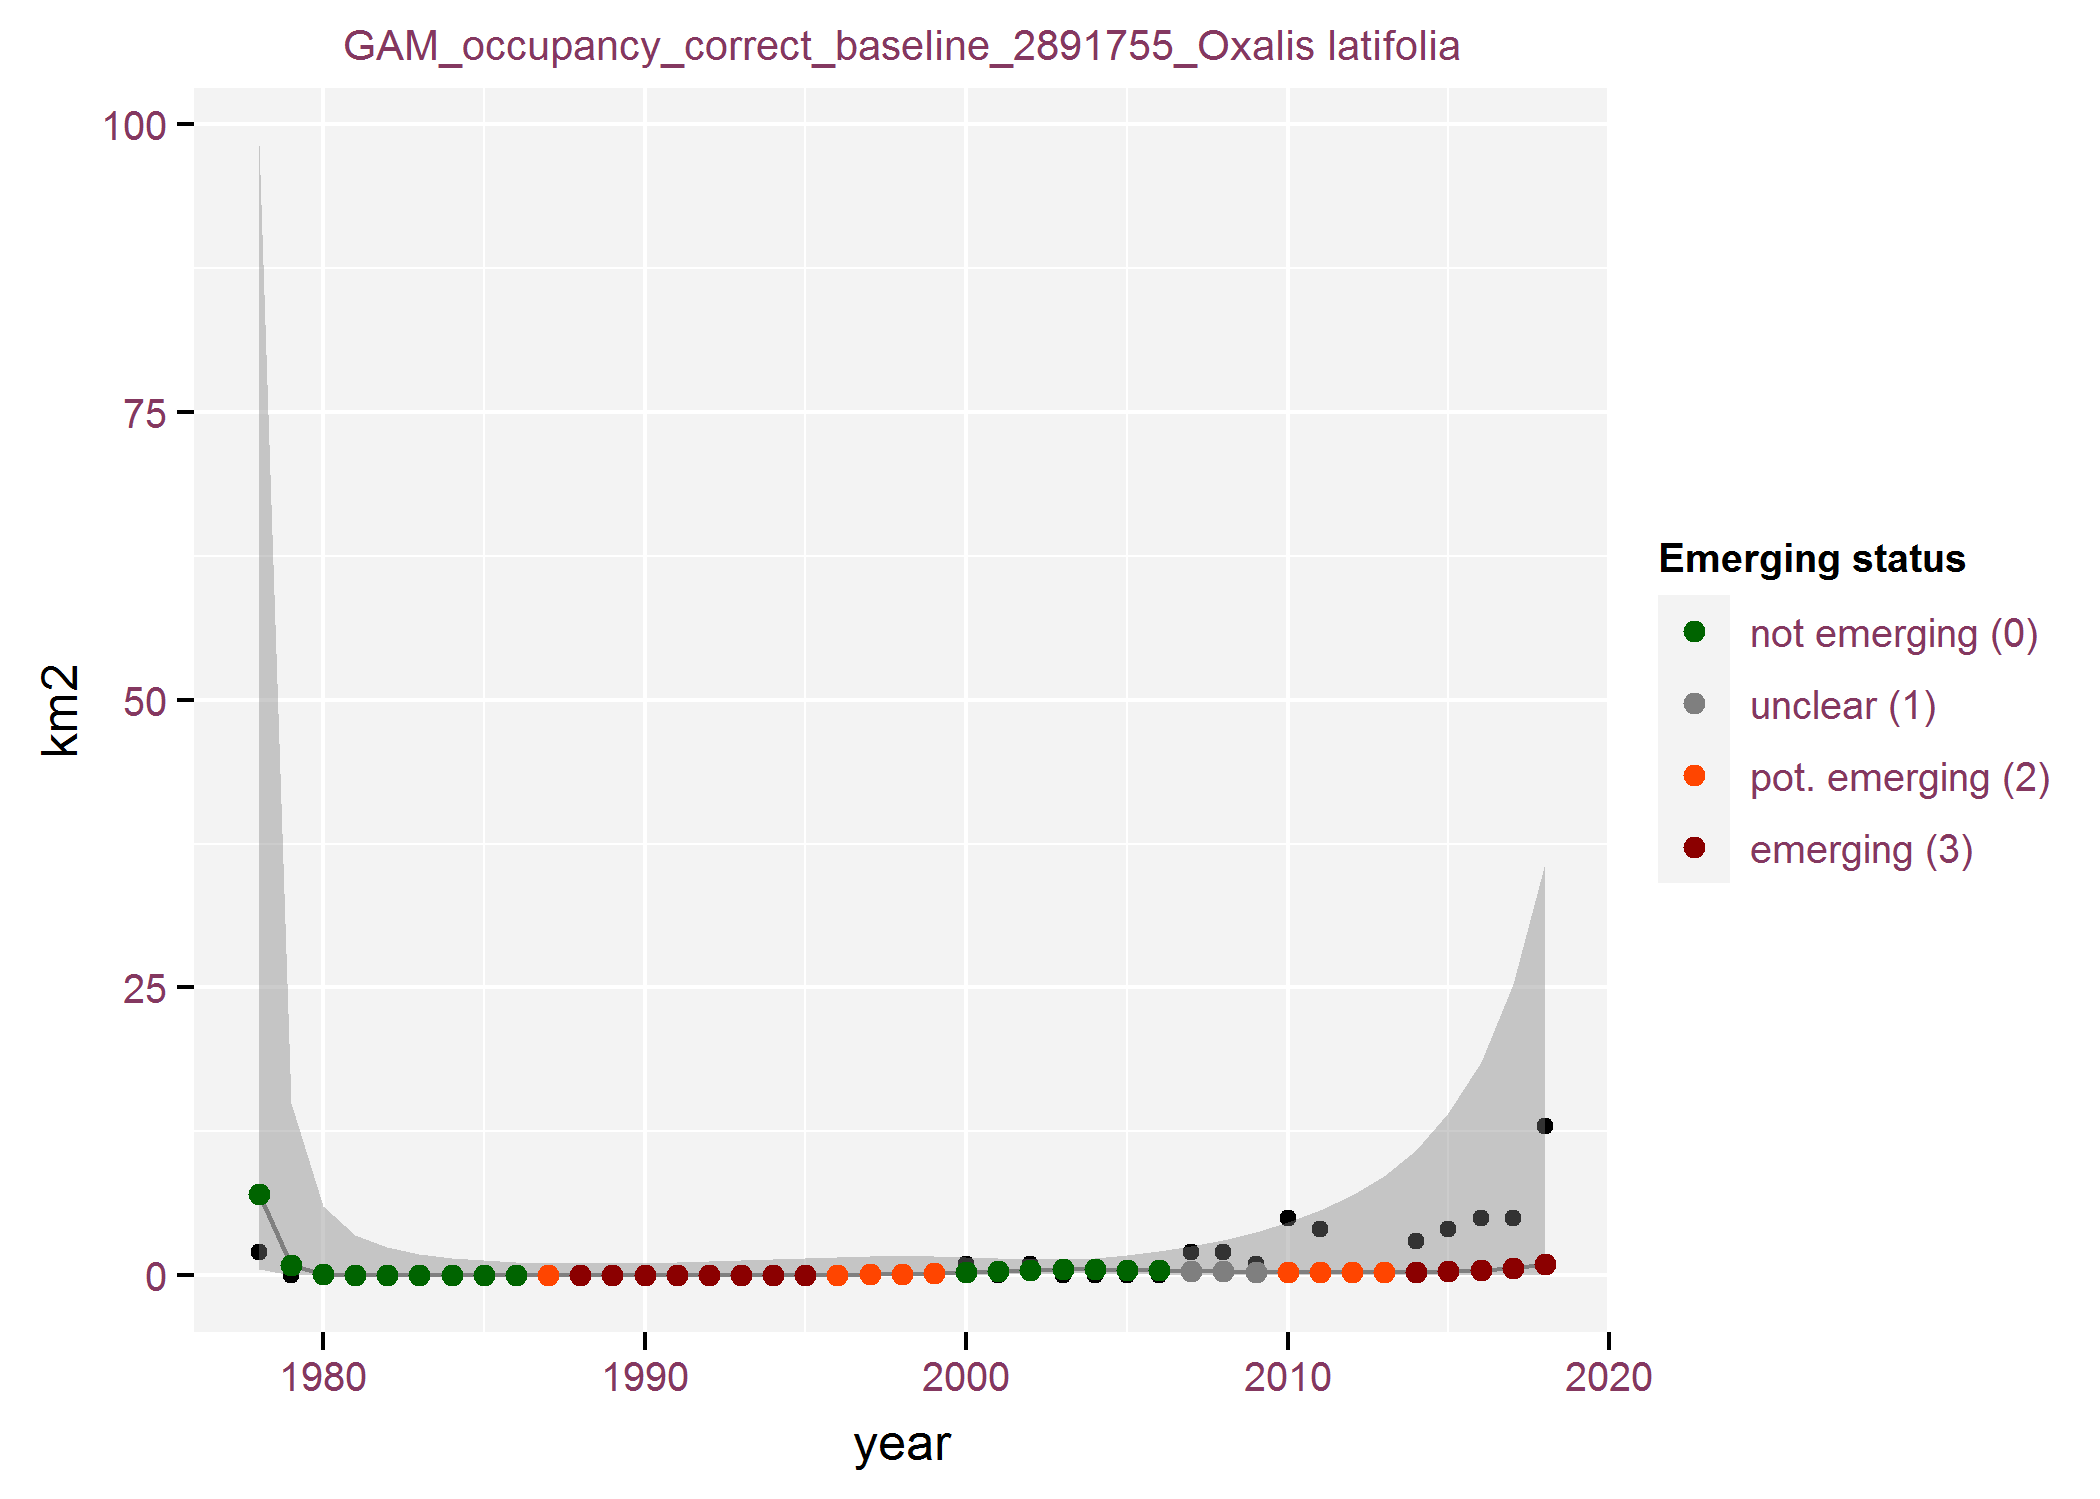 GAM_occupancy_correct_baseline_2891755_Oxalis latifolia
100
75
50
25
0
km2
1980 1990 2000 2010 2020
year
Emerging status
not emerging (0)
unclear (1)
pot. emerging (2)
emerging (3)